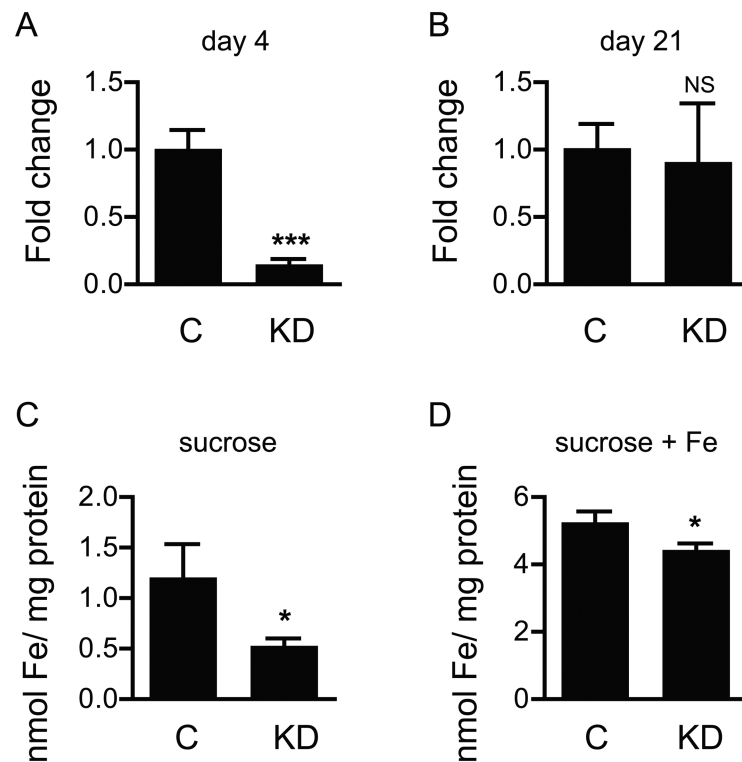 A
day 4
Fold change
1.5
1.0
0.5
0.0
***
C
KD
B
day 21
Fold change
1.5
1.0
0.5
0.0
NS
C
KD
C
sucrose
nmol Fe/ mg protein
2.0
1.5
1.0
0.5
0.0
*
C
KD
D
sucrose + Fe
nmol Fe/ mg protein
6
4
2
0
*
C
KD